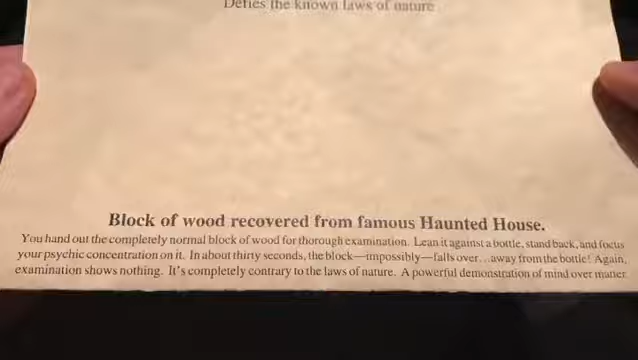 Defies the known laws of nature
Block of wood recovered from famous Haunted House.
You hand out the completely normal block of wood for thorough examination. Lean it against a bottle, stand back, and focus
your psychic concentration on it. In about thirty seconds, the block—impossibly—falls over…away from the bottle! Again,
examination shows nothing. It's completely contrary to the laws of nature. A powerful demonstration of mind over matter.